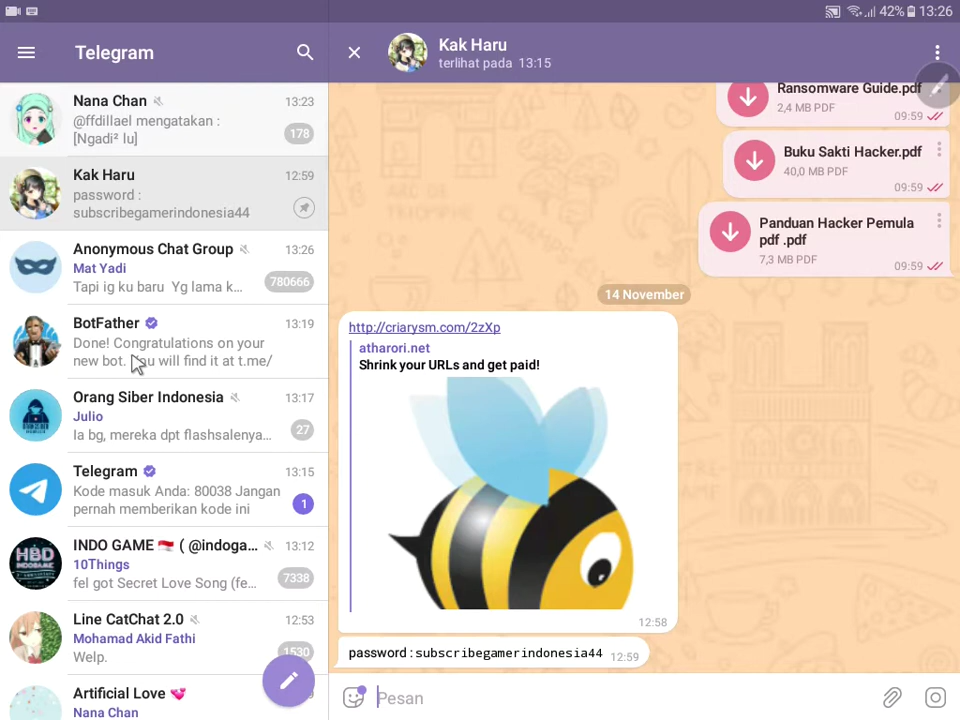 42% 13:26
Telegram
Kak Haru
terlihat pada 13:15
Nana Chan 13:23
@ffdillael mengatakan :
[Ngadi² lu] 178
Kak Haru 12:59
password :
subscribegamerindonesia44
Anonymous Chat Group 13:26
Mat Yadi
Tapi ig ku baru Yg lama k... 780666
BotFather 13:19
Done! Congratulations on your
new bot. You will find it at t.me/
Orang Siber Indonesia 13:17
Julio
Ia bg, mereka dpt flashsalenya... 27
Telegram 13:15
Kode masuk Anda: 80038 Jangan
pernah memberikan kode ini 1
HBD
INDOGAME
INDO GAME 🇮🇩 ( @indoga... 13:12
10Things
fel got Secret Love Song (fe... 7338
Line CatChat 2.0 12:53
Mohamad Akid Fathi
Welp. 1530
Artificial Love 💞
Nana Chan
Ransomware Guide.pdf
2,4 MB PDF
09:59
Buku Sakti Hacker.pdf
40,0 MB PDF
09:59
Panduan Hacker Pemula
pdf .pdf
7,3 MB PDF
09:59
14 November
http://criarysm.com/2zXp
atharori.net
Shrink your URLs and get paid!
12:58
password : subscribegamerindonesia44 12:59
Pesan